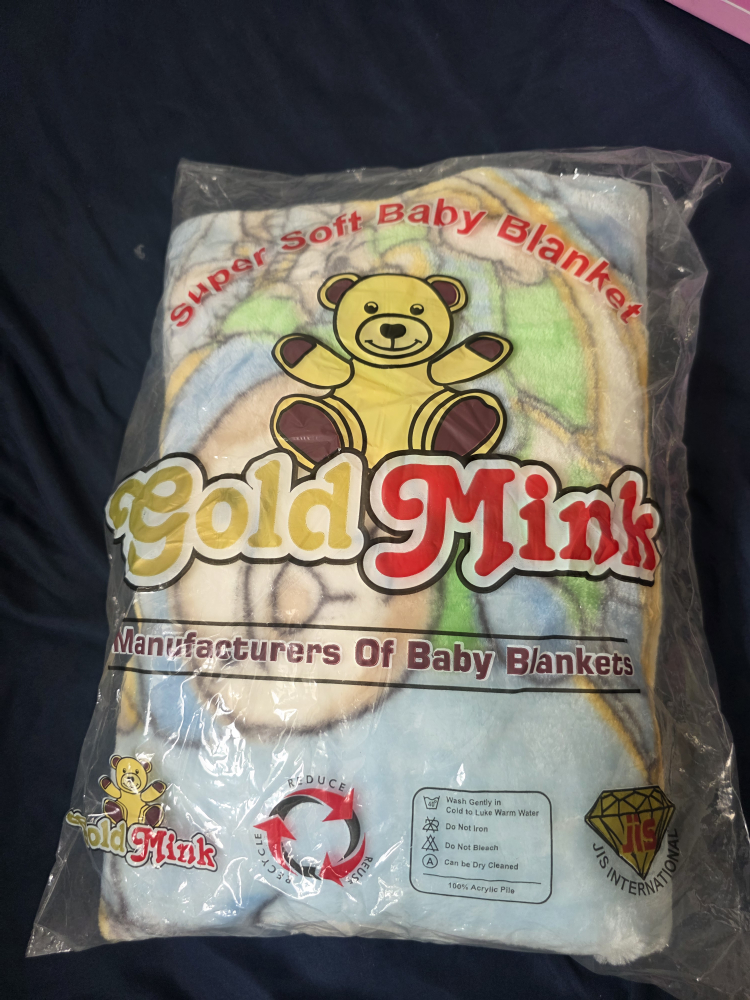 Super Soft Baby Blanket
Gold Mink
Manufacturers Of Baby Blankets
Gold Mink
REDUCE
REUSE
RECYCLE
40
Wash Gently in
Cold to Luke Warm Water
Do Not Iron
Do Not Bleach
A
Can be Dry Cleaned
100% Acrylic Pile
JIS
JIS INTERNATIONAL